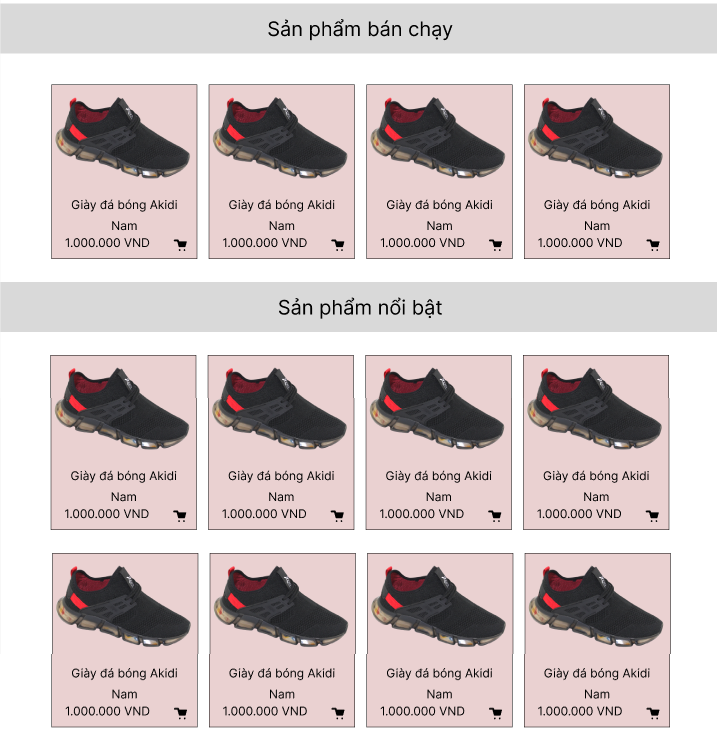 Sản phẩm bán chạy
Giày đá bóng Akidi Giày đá bóng Akidi Giày đá bóng Akidi Giày đá bóng Akidi
Nam Nam Nam Nam
1.000.000 VND 1.000.000 VND 1.000.000 VND 1.000.000 VND
Sản phẩm nổi bật
Giày đá bóng Akidi Giày đá bóng Akidi Giày đá bóng Akidi Giày đá bóng Akidi
Nam Nam Nam Nam
1.000.000 VND 1.000.000 VND 1.000.000 VND 1.000.000 VND
Giày đá bóng Akidi Giày đá bóng Akidi Giày đá bóng Akidi Giày đá bóng Akidi
Nam Nam Nam Nam
1.000.000 VND 1.000.000 VND 1.000.000 VND 1.000.000 VND